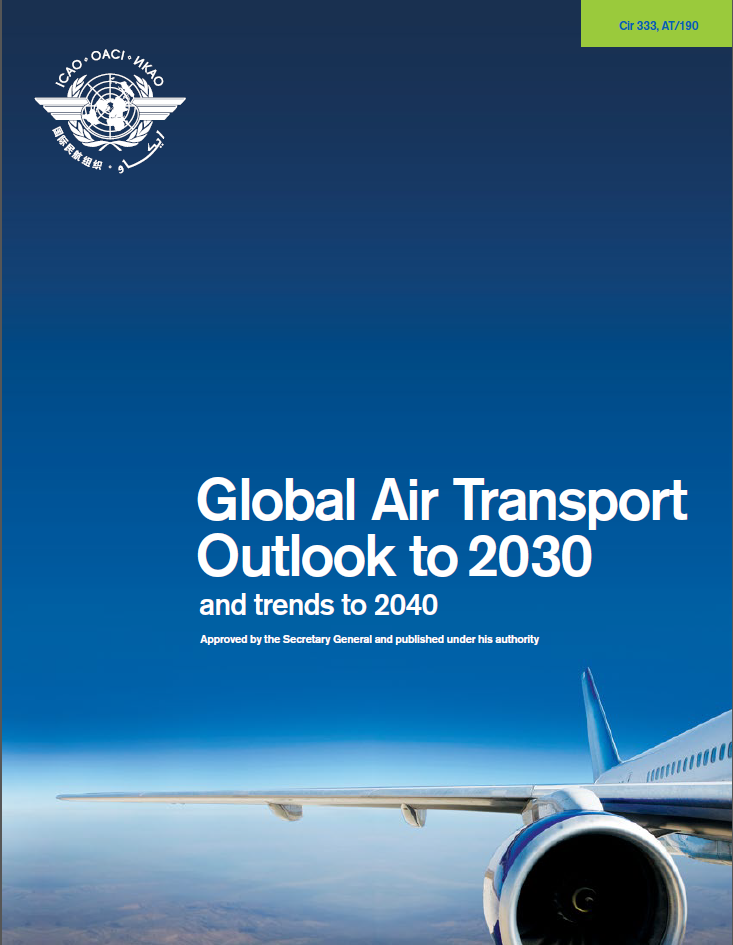 Cir 333, AT/190
ICAO · OACI · ИКАО
国际民航组织 · ايكاو
Global Air Transport
Outlook to 2030
and trends to 2040
Approved by the Secretary General and published under his authority